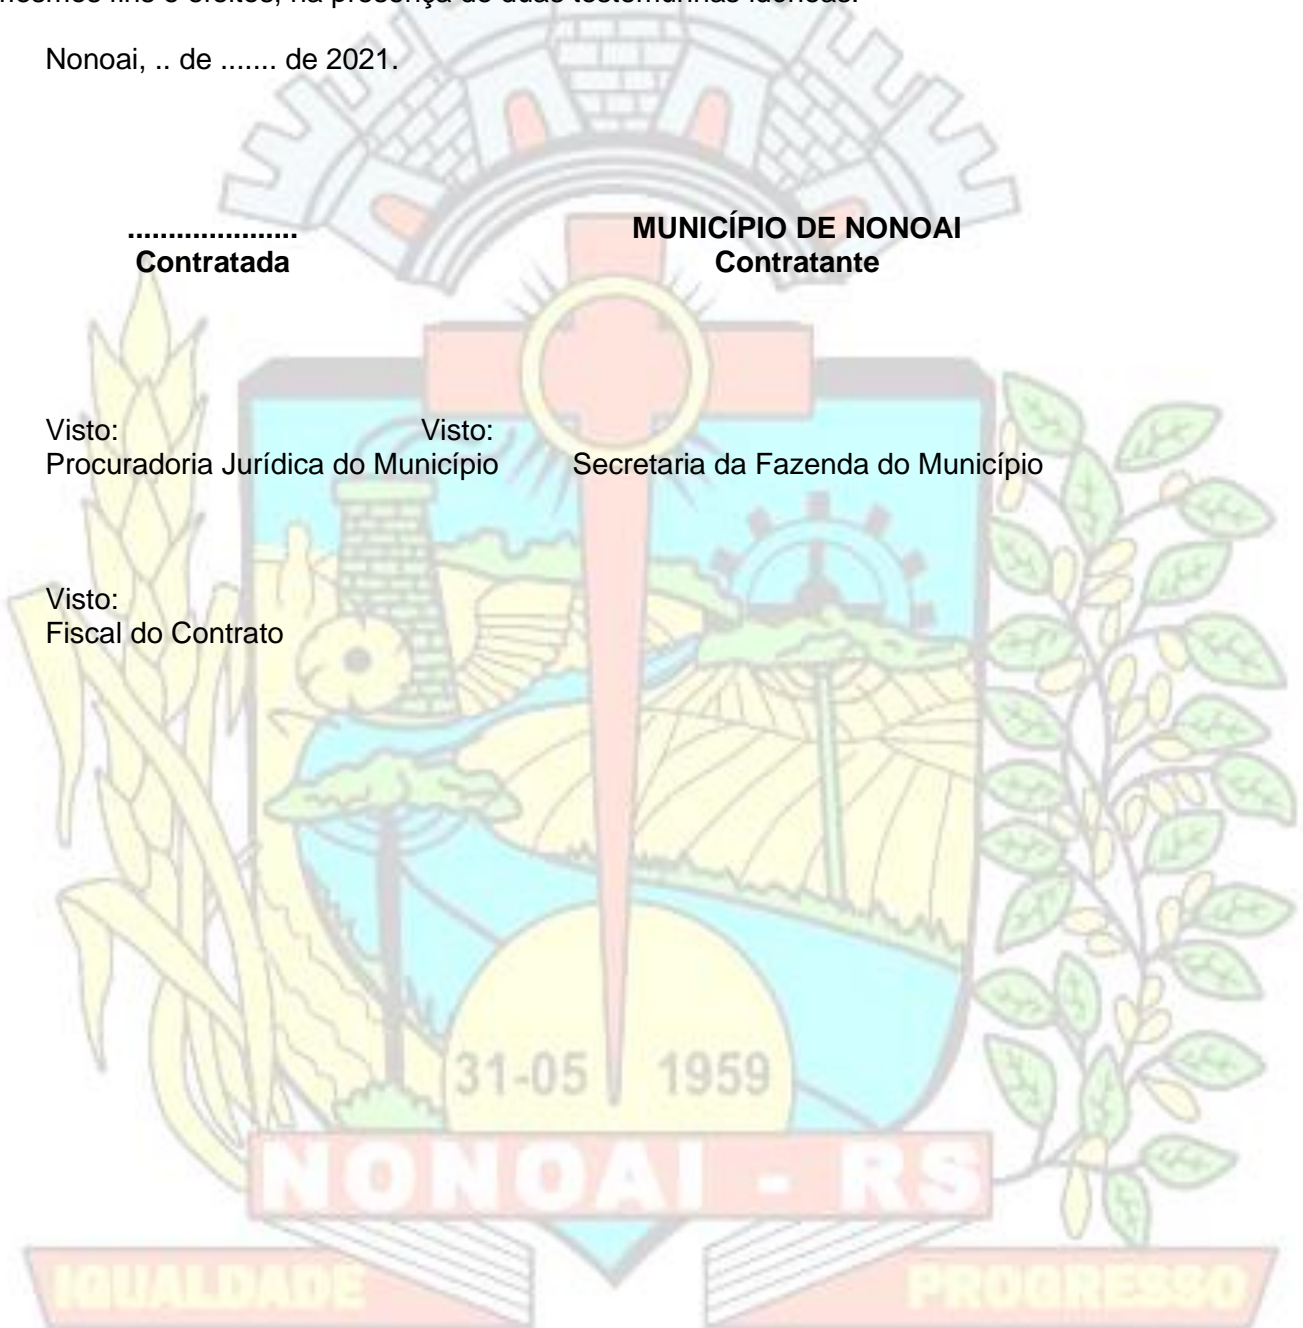 mesmos fins e efeitos, na presença de duas testemunhas idôneas.
Nonoai, .. de ....... de 2021.
..................... MUNICÍPIO DE NONOAI
Contratada Contratante
Visto: Visto:
Procuradoria Jurídica do Município Secretaria da Fazenda do Município
Visto:
Fiscal do Contrato
31-05 1959
NONOAI - RS
IGUALDADE PROGRESSO